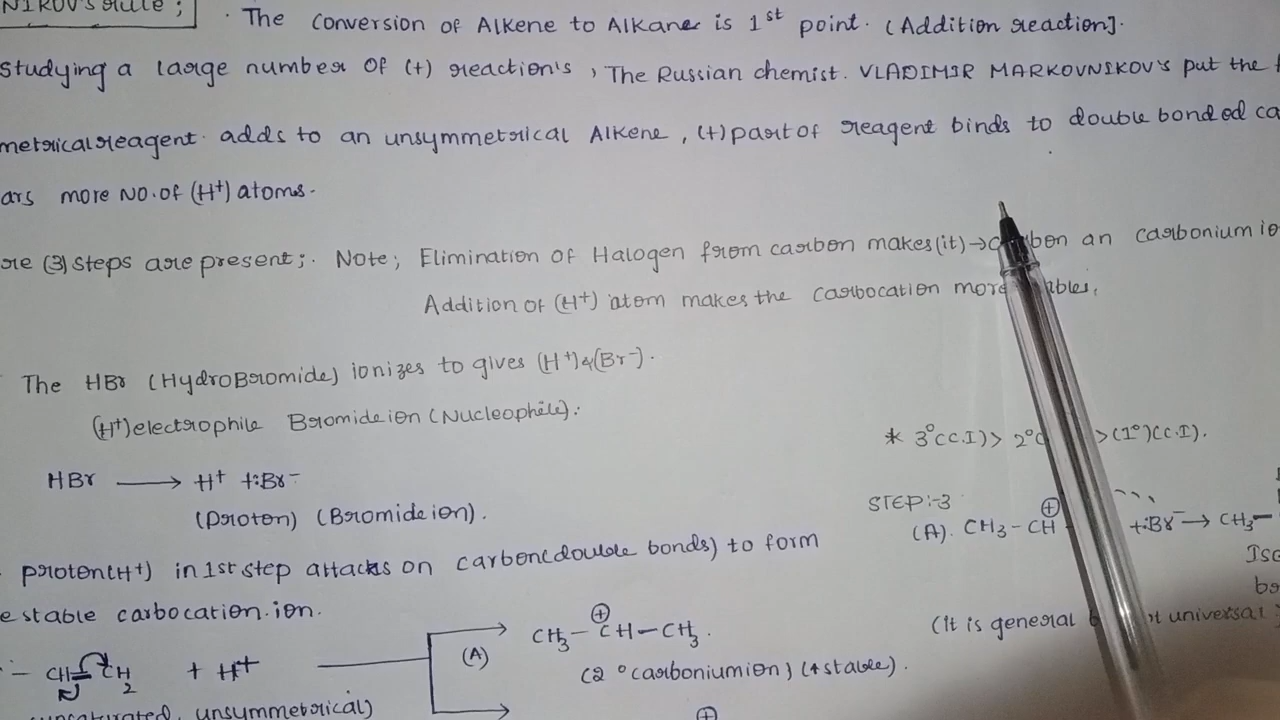 NIKOV'S rule;
The conversion of Alkene to Alkane is 1st point. (Addition reaction].
studying a large number of (+) reaction's, The Russian chemist. VLADIMIR MARKOVNIKOV's put the
metrical reagent. adds to an unsymmetrical Alkene, (+) part of reagent binds to double bonded ca
ars more No. of (H+) atoms.
re (3) steps are present;. Note; Elimination of Halogen from carbon makes (it) → carbon an carbonium io
Addition of (H+) atom makes the carbocation more
The HBr (HydroBromide) ionizes to gives (H+) & (Br-).
(H+) electrophile Bromide ion (Nucleophile).
* 3°(C.I) > 2°C > (1°)(C.I).
HBr → H+ + :Br-
(Proton) (Bromide ion).
STEP:-3
(A). CH3 - CH⊕ + :Br- → CH3 -
Iso
proton (H+) in 1st step attacks on carbon (double bonds) to form
e stable carbocation.ion.
(It is general universal
- CH = CH2 + H+ (A) CH3 - CH⊕ - CH3.
(2° carboniumion) (+ stable).
unsymmetrical)
⊕